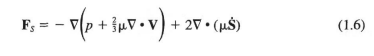 F_S = − ∇(p + ⅔μ∇ • V) + 2∇ • (μṠ) (1.6)